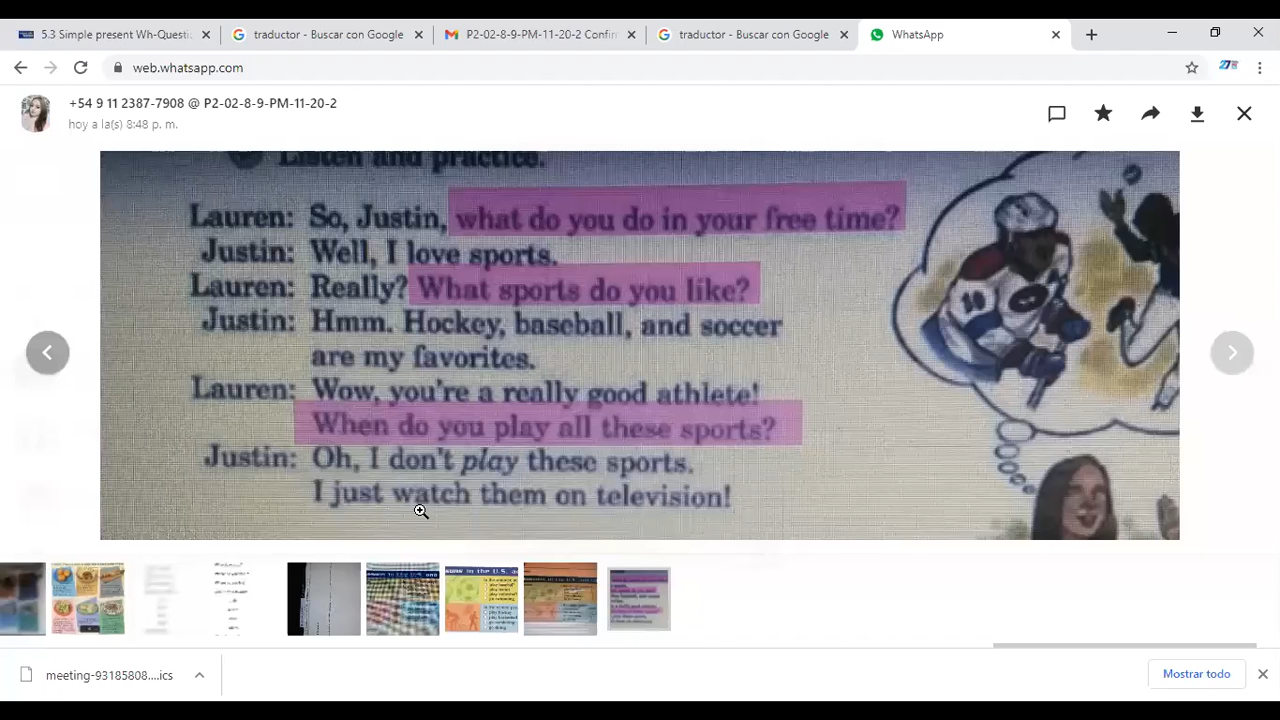 5.3 Simple present Wh-Questi
traductor - Buscar con Google
P2-02-8-9-PM-11-20-2 Confir
traductor - Buscar con Google
WhatsApp
web.whatsapp.com
+54 9 11 2387-7908 @ P2-02-8-9-PM-11-20-2
hoy a la(s) 8:48 p. m.
Listen and practice.
Lauren: So, Justin, what do you do in your free time?
Justin: Well, I love sports.
Lauren: Really? What sports do you like?
Justin: Hmm. Hockey, baseball, and soccer
are my favorites.
Lauren: Wow, you're a really good athlete!
When do you play all these sports?
Justin: Oh, I don't play these sports.
I just watch them on television!
10
meeting-93185808....ics
Mostrar todo